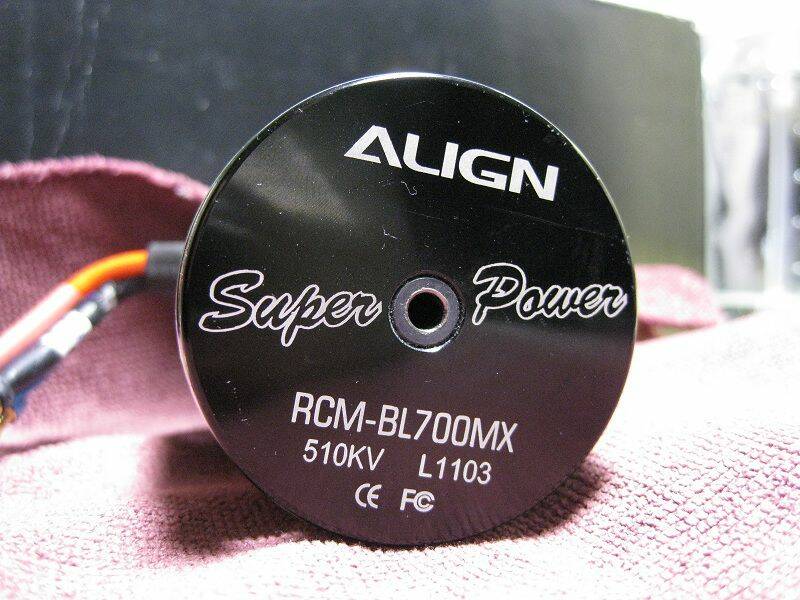 ALIGN
Super Power
RCM-BL700MX
510KV L1103
CE FC